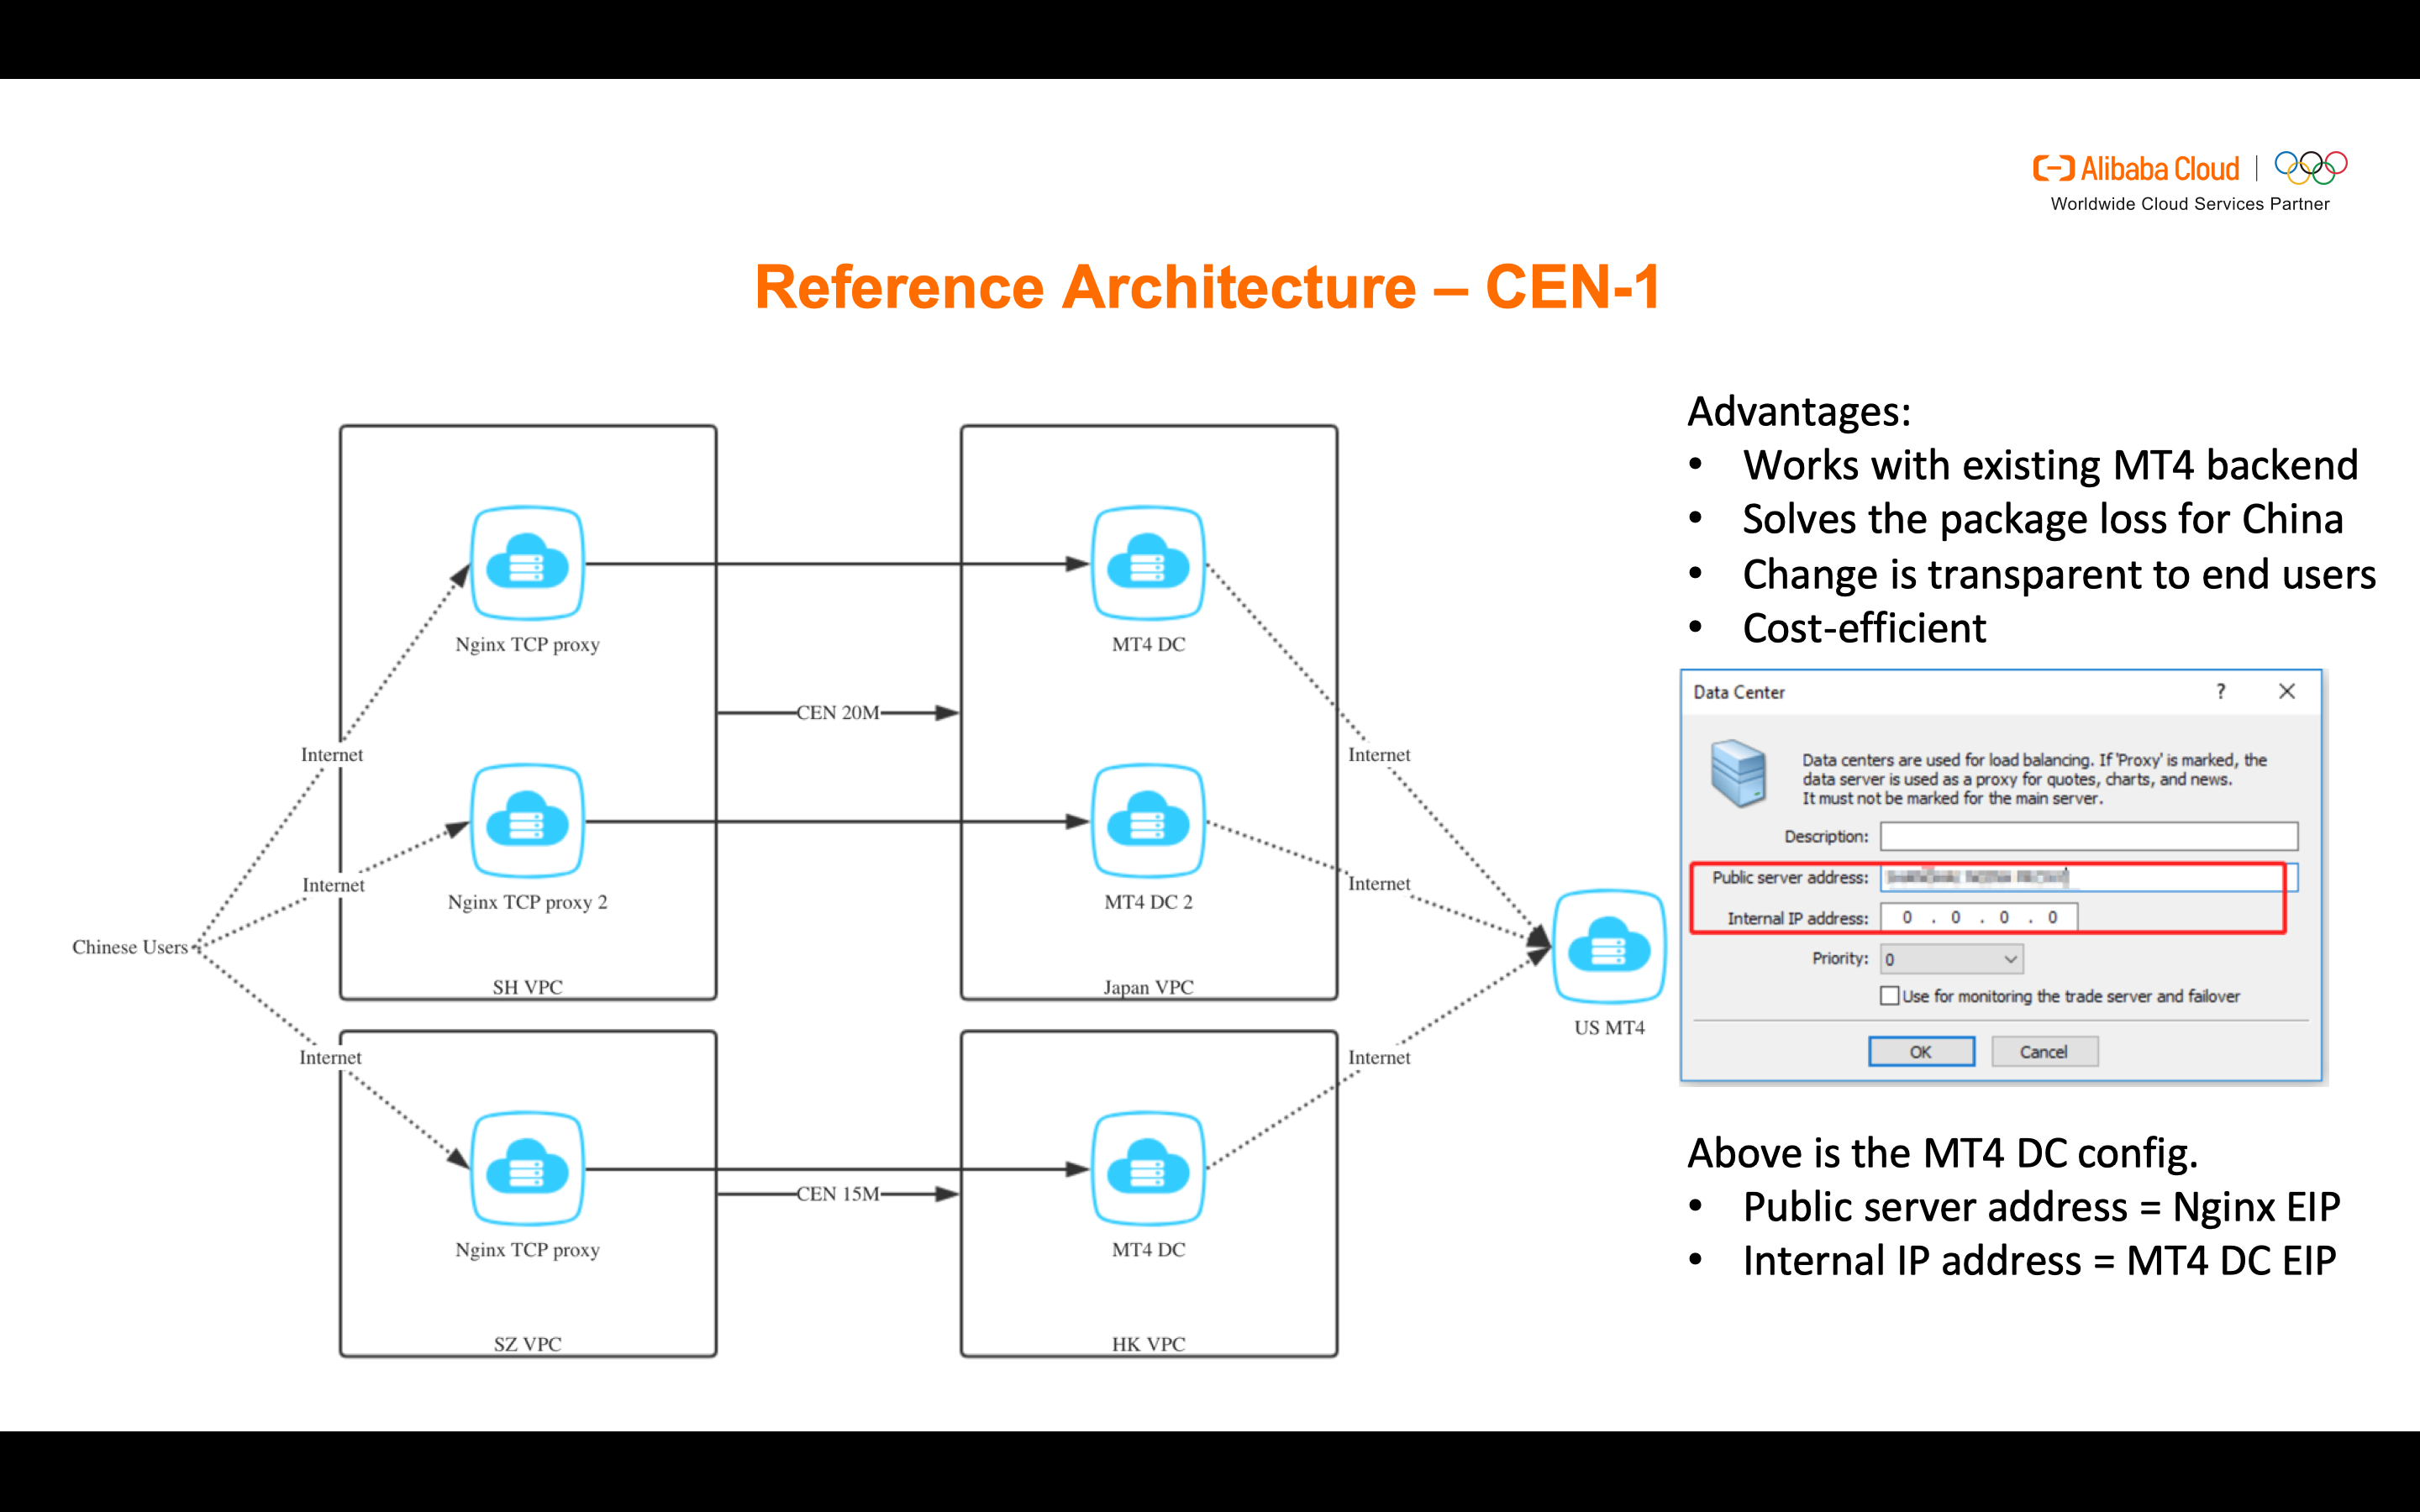 Alibaba Cloud
Worldwide Cloud Services Partner
Reference Architecture – CEN-1
Nginx TCP proxy
MT4 DC
CEN 20M
Internet
Internet
Nginx TCP proxy 2
MT4 DC 2
Internet
Internet
Chinese Users
SH VPC
Japan VPC
US MT4
Internet
Internet
CEN 15M
Nginx TCP proxy
MT4 DC
SZ VPC
HK VPC
Advantages:
• Works with existing MT4 backend
• Solves the package loss for China
• Change is transparent to end users
• Cost-efficient
Data Center ?
Data centers are used for load balancing. If 'Proxy' is marked, the
data server is used as a proxy for quotes, charts, and news.
It must not be marked for the main server.
Description:
Public server address:
Internal IP address: 0 . 0 . 0 . 0
Priority: 0
Use for monitoring the trade server and failover
OK Cancel
Above is the MT4 DC config.
• Public server address = Nginx EIP
• Internal IP address = MT4 DC EIP